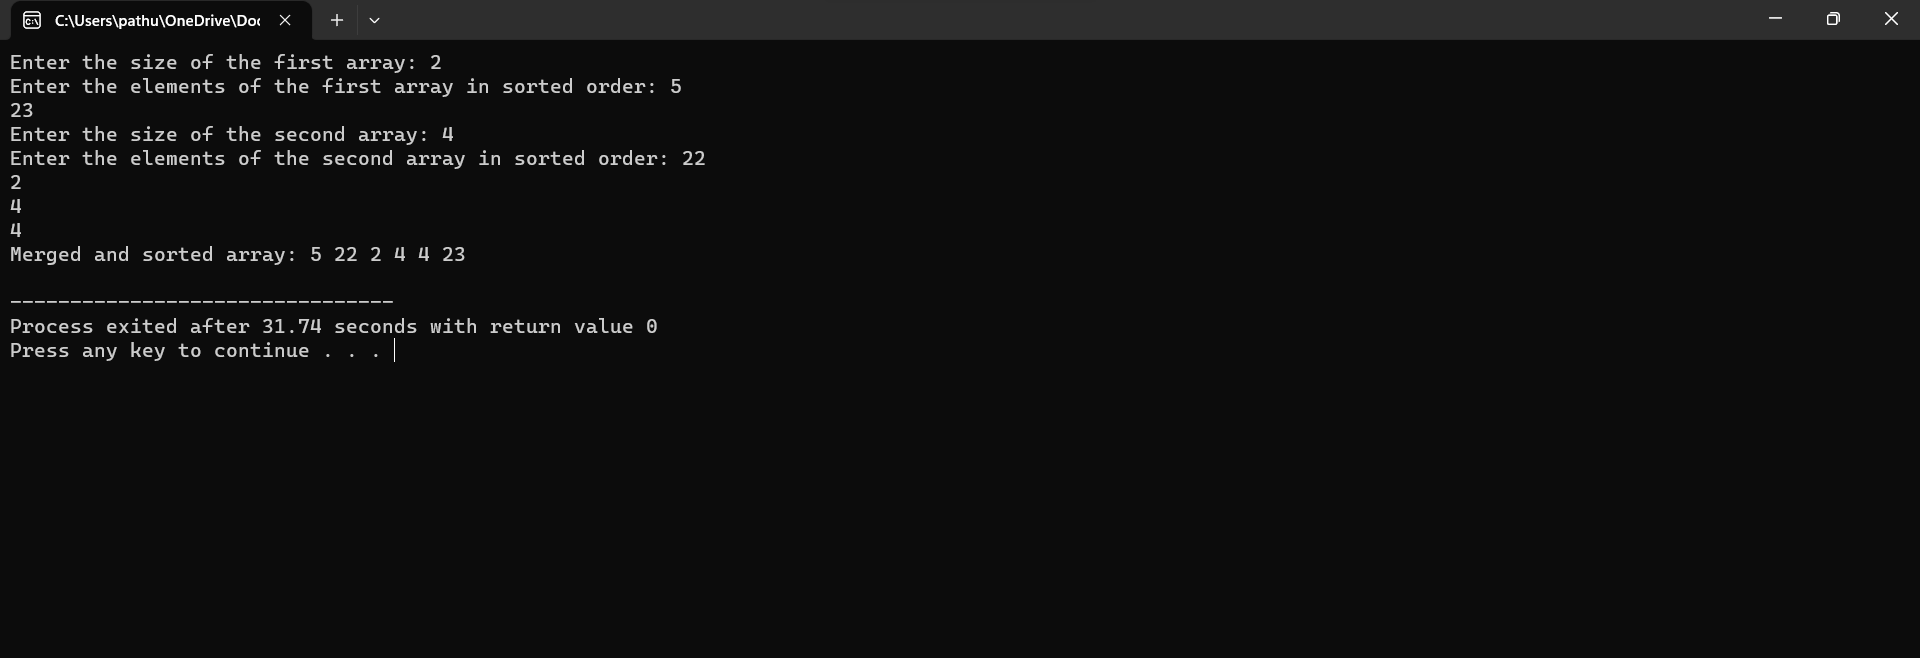 C:\Users\pathu\OneDrive\Doc
Enter the size of the first array: 2
Enter the elements of the first array in sorted order: 5
23
Enter the size of the second array: 4
Enter the elements of the second array in sorted order: 22
2
4
4
Merged and sorted array: 5 22 2 4 4 23
--------------------------------
Process exited after 31.74 seconds with return value 0
Press any key to continue . . .